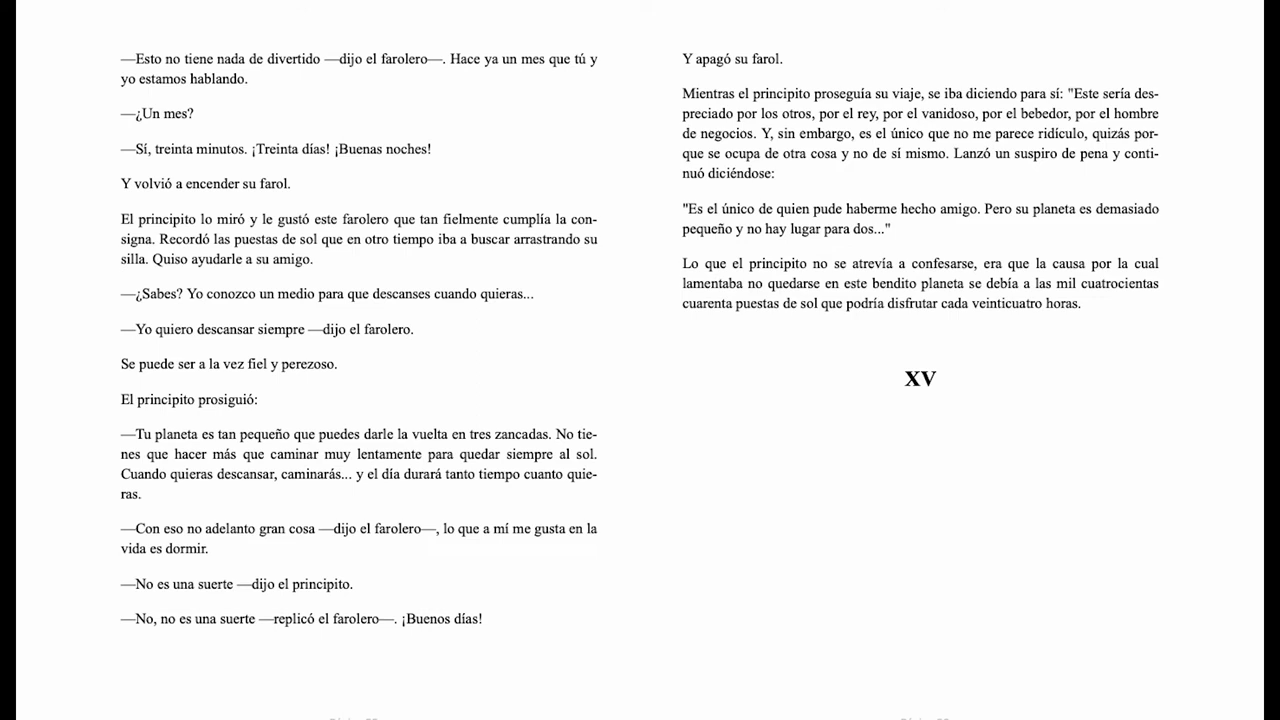 —Esto no tiene nada de divertido —dijo el farolero—. Hace ya un mes que tú y
yo estamos hablando.
—¿Un mes?
—Sí, treinta minutos. ¡Treinta días! ¡Buenas noches!
Y volvió a encender su farol.
El principito lo miró y le gustó este farolero que tan fielmente cumplía la con-
signa. Recordó las puestas de sol que en otro tiempo iba a buscar arrastrando su
silla. Quiso ayudarle a su amigo.
—¿Sabes? Yo conozco un medio para que descanses cuando quieras...
—Yo quiero descansar siempre —dijo el farolero.
Se puede ser a la vez fiel y perezoso.
El principito prosiguió:
—Tu planeta es tan pequeño que puedes darle la vuelta en tres zancadas. No tie-
nes que hacer más que caminar muy lentamente para quedar siempre al sol.
Cuando quieras descansar, caminarás... y el día durará tanto tiempo cuanto quie-
ras.
—Con eso no adelanto gran cosa —dijo el farolero—, lo que a mí me gusta en la
vida es dormir.
—No es una suerte —dijo el principito.
—No, no es una suerte —replicó el farolero—. ¡Buenos días!
Y apagó su farol.
Mientras el principito proseguía su viaje, se iba diciendo para sí: "Este sería des-
preciado por los otros, por el rey, por el vanidoso, por el bebedor, por el hombre
de negocios. Y, sin embargo, es el único que no me parece ridículo, quizás por-
que se ocupa de otra cosa y no de sí mismo. Lanzó un suspiro de pena y conti-
nuó diciéndose:
"Es el único de quien pude haberme hecho amigo. Pero su planeta es demasiado
pequeño y no hay lugar para dos..."
Lo que el principito no se atrevía a confesarse, era que la causa por la cual
lamentaba no quedarse en este bendito planeta se debía a las mil cuatrocientas
cuarenta puestas de sol que podría disfrutar cada veinticuatro horas.
XV